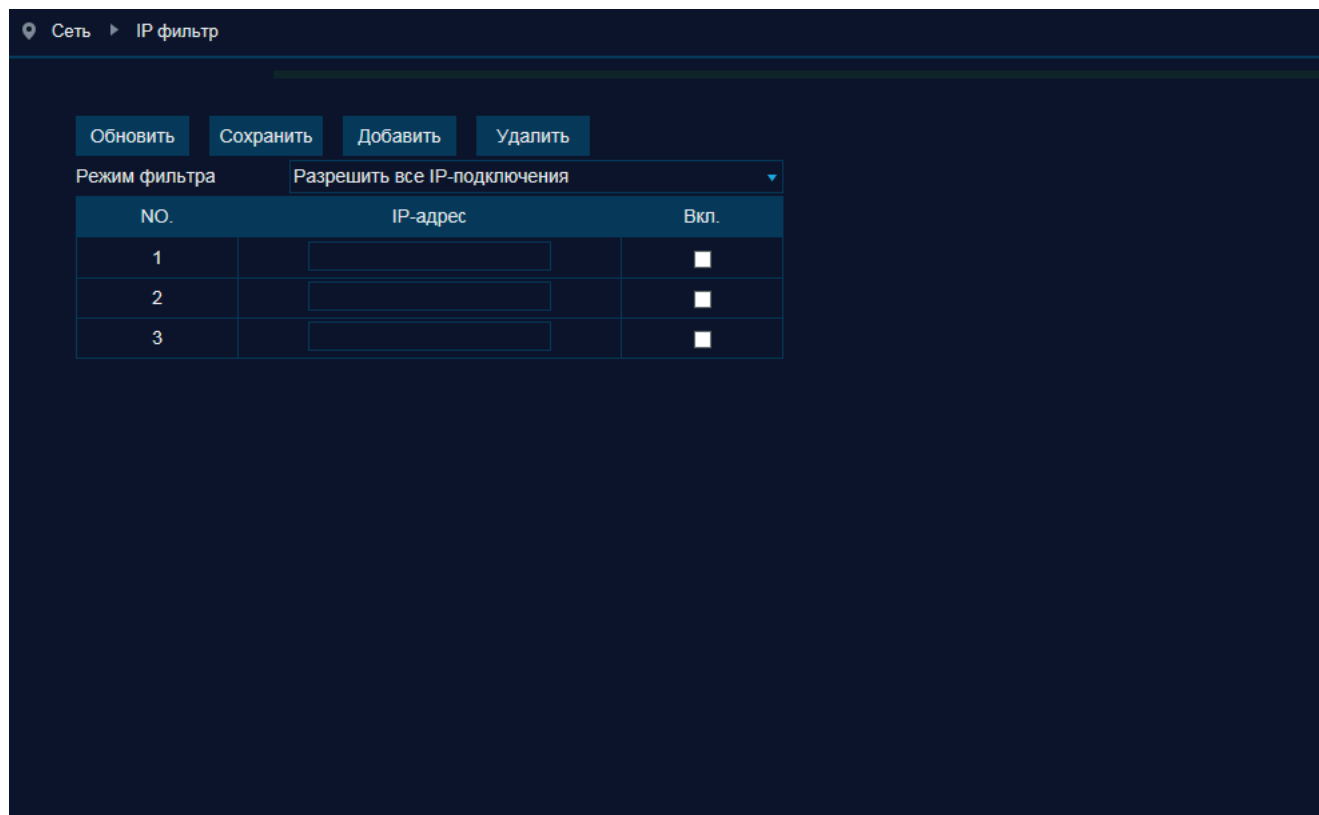 Сеть IP фильтр
Обновить Сохранить Добавить Удалить
Режим фильтра Разрешить все IP-подключения
NO. IP-адрес Вкл.
1
2
3